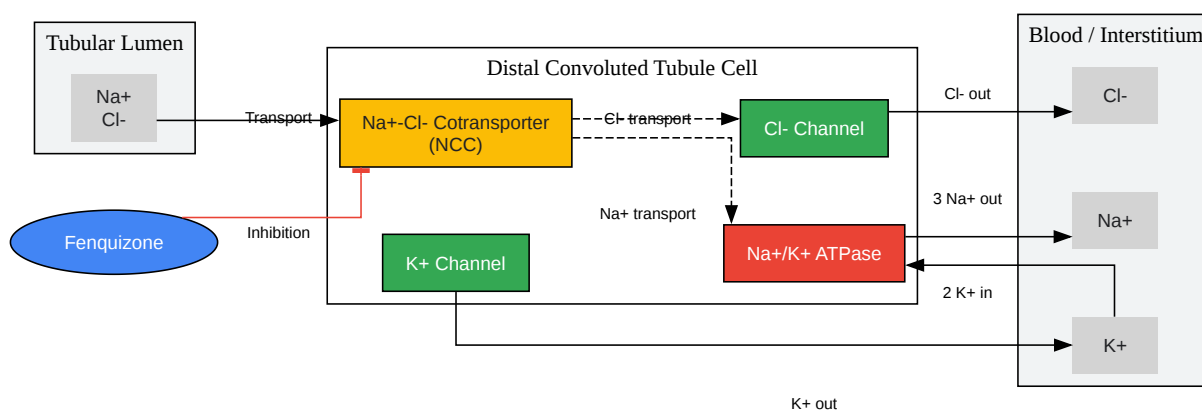 Tubular Lumen
Na+
Cl-
Transport
Distal Convoluted Tubule Cell
Na+-Cl- Cotransporter
(NCC)
Cl- transport
Cl- Channel
Cl- out
Blood / Interstitium
Cl-
Fenquizone
Inhibition
Na+ transport
K+ Channel
Na+/K+ ATPase
3 Na+ out
Na+
2 K+ in
K+
K+ out